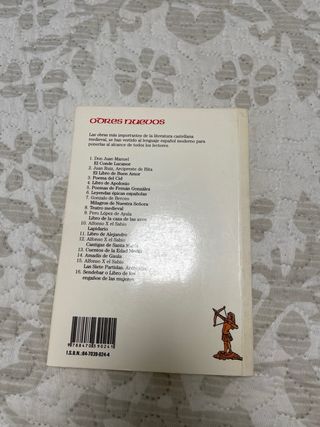 ODRES NUEVOS
Las obras más importantes de la literatura castellana
medieval, se han vertido al lenguaje español moderno para
ponerlas al alcance de todos los lectores.
1. Don Juan Manuel
El Conde Lucanor
2. Juan Ruiz, Arcipreste de Hita
El Libro de Buen Amor
3. Poema del Cid
4. Libro de Apolonio
5. Poemas de Fernán González
6. Leyendas épicas españolas
7. Gonzalo de Berceo
Milagros de Nuestra Señora
8. Teatro medieval
9. Pero López de Ayala
Libro de la caza de las aves
10. Alfonso X el Sabio
Lapidario
11. Libro de Alejandro
12. Alfonso X el Sabio
Cantigas de Santa María
13. Cuentos de la Edad Media
14. Amadís de Gaula
15. Alfonso X el Sabio
Las Siete Partidas. Antología
16. Sendebar o Libro de los
engaños de las mujeres
9788470390241
I.S.B.N.: 84-7039-024-4